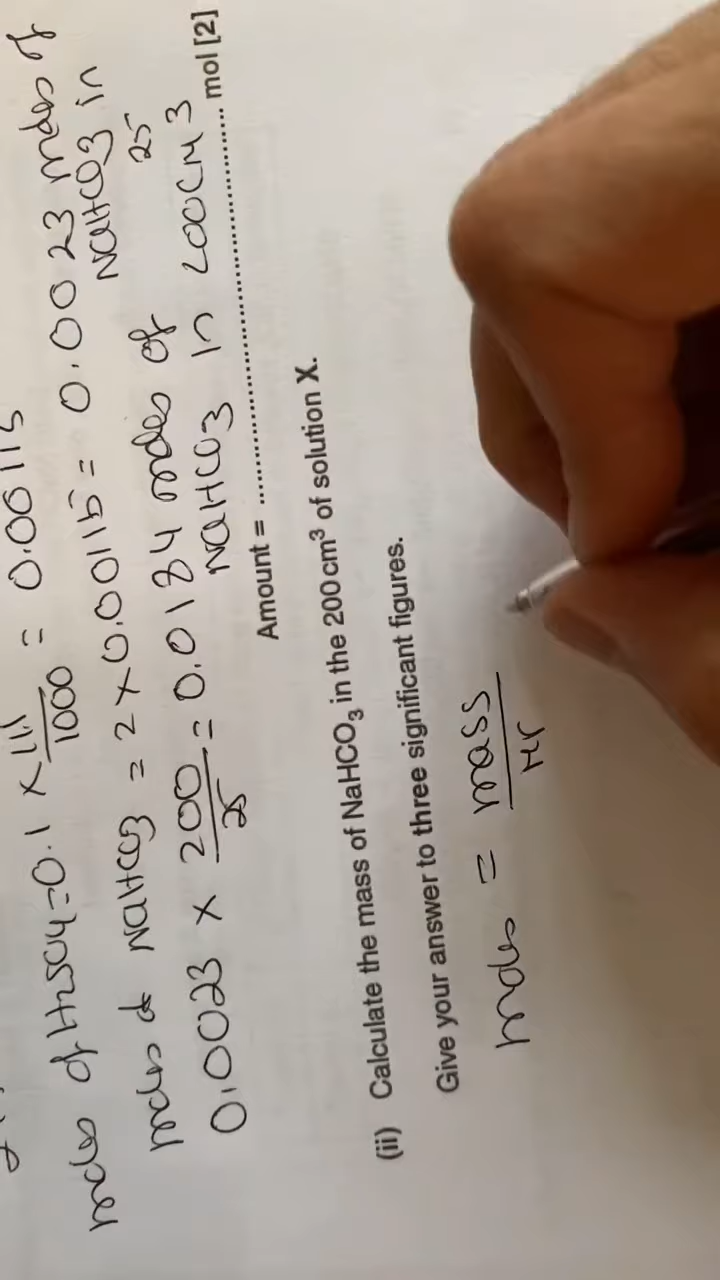 moles of H2SO4=0.1 × 11.1/1000 = 0.00115
moles of NaHCO3 = 2×0.00115 = 0.0023 moles of
NaHCO3 in
25
0.0023 × 200/25 = 0.0184 moles of
NaHCO3 in 200CM3
Amount = ........................................ mol [2]
(ii) Calculate the mass of NaHCO3 in the 200 cm³ of solution X.
Give your answer to three significant figures.
moles = mass/Mr